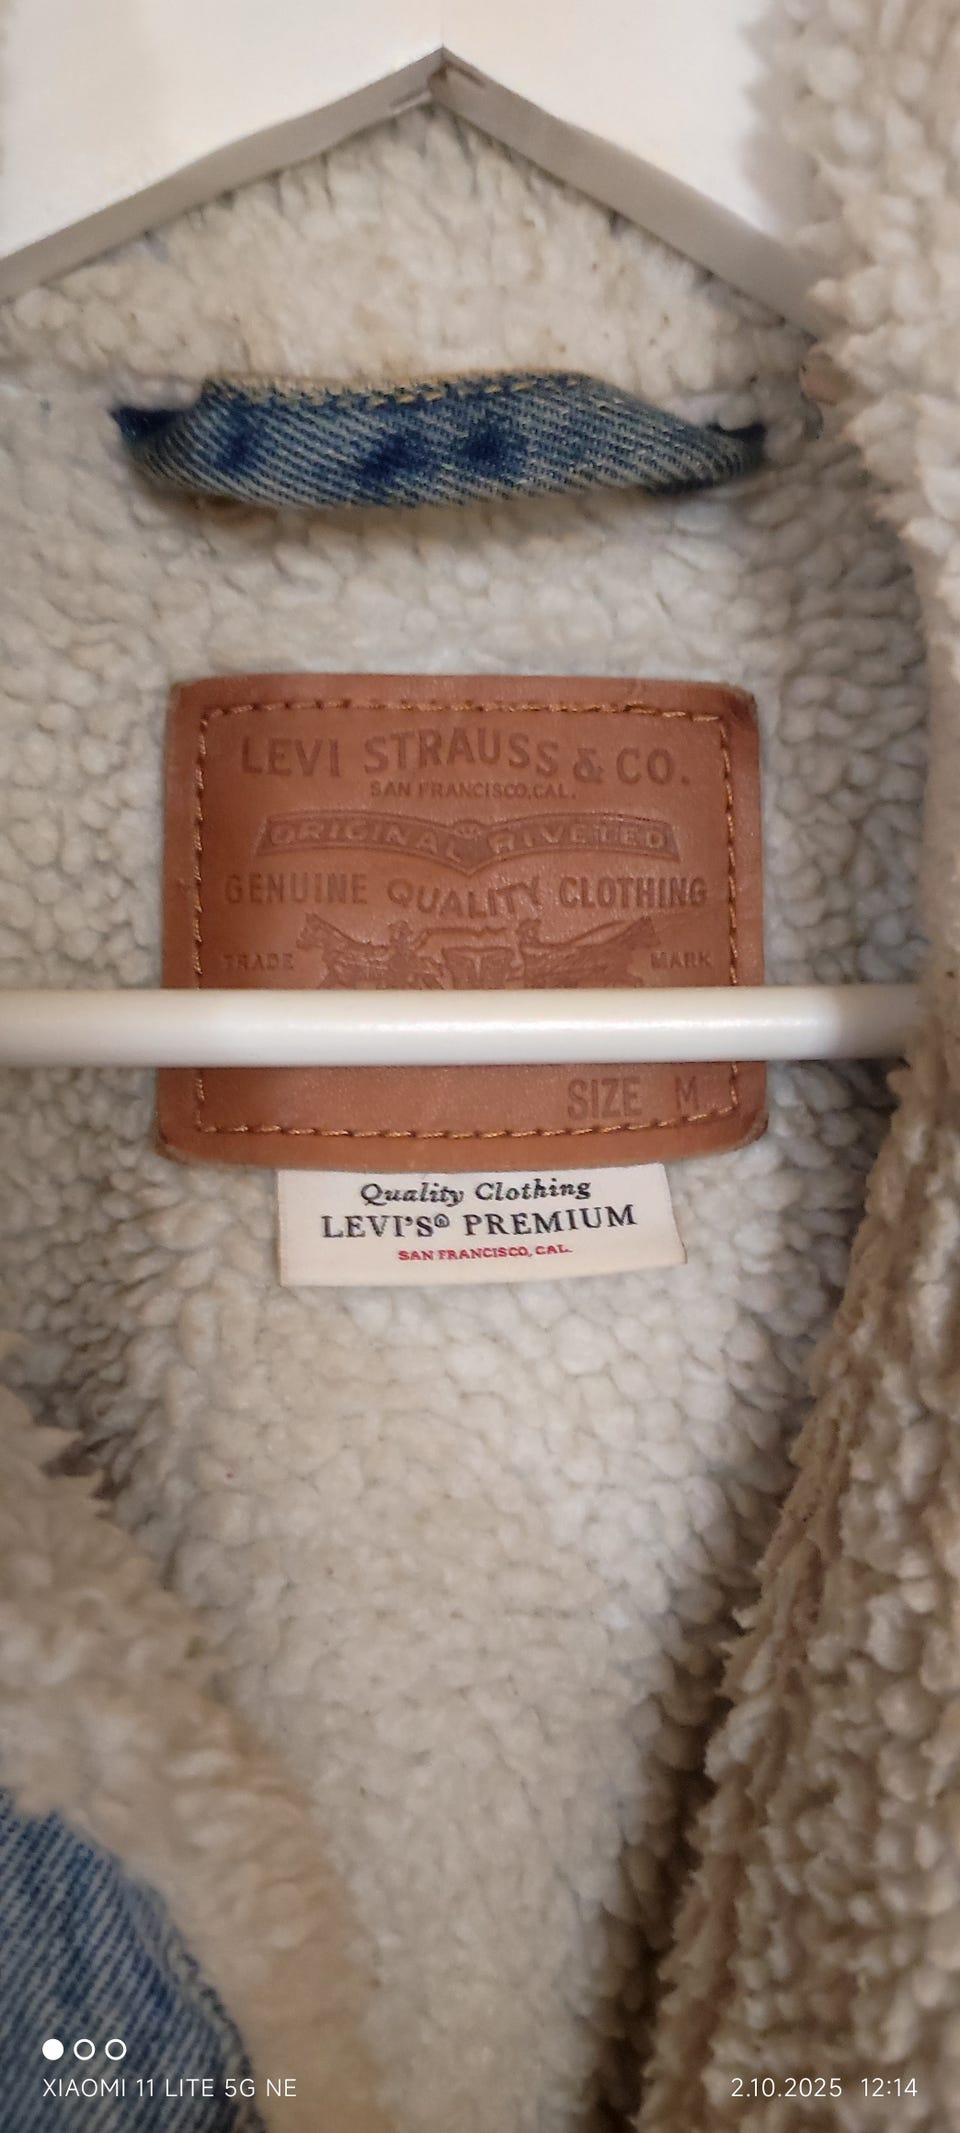 LEVI STRAUSS & CO.
SAN FRANCISCO,CAL.
ORIGINAL RIVETED
GENUINE QUALITY CLOTHING
TRADE MARK
SIZE M
Quality Clothing
LEVI'S® PREMIUM
SAN FRANCISCO, CAL.
XIAOMI 11 LITE 5G NE
2.10.2025 12:14